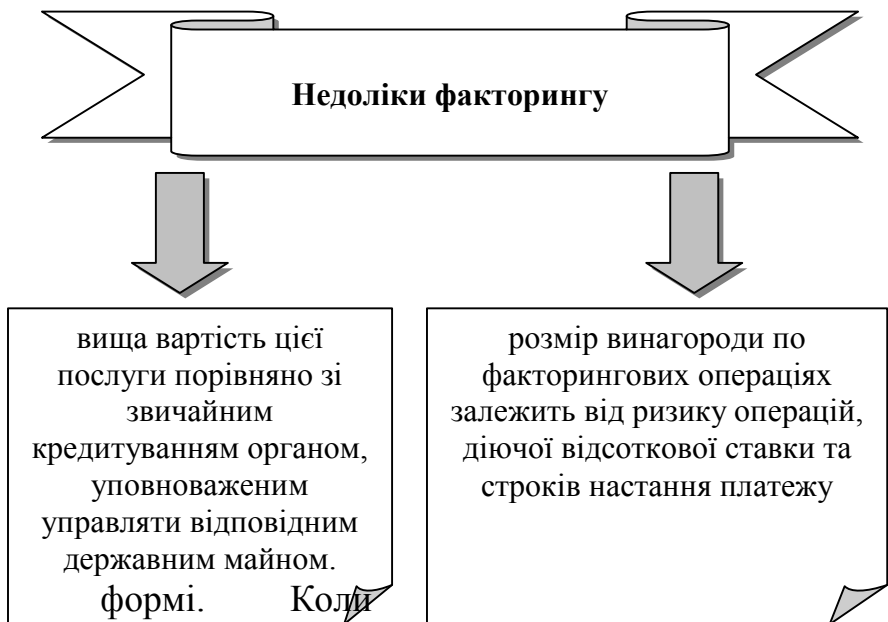 Недоліки факторингу
вища вартість цієї
послуги порівняно зі
звичайним
кредитуванням органом,
уповноваженим
управляти відповідним
державним майном.
формі. Коли
розмір винагороди по
факторингових операціях
залежить від ризику операцій,
діючої відсоткової ставки та
строків настання платежу